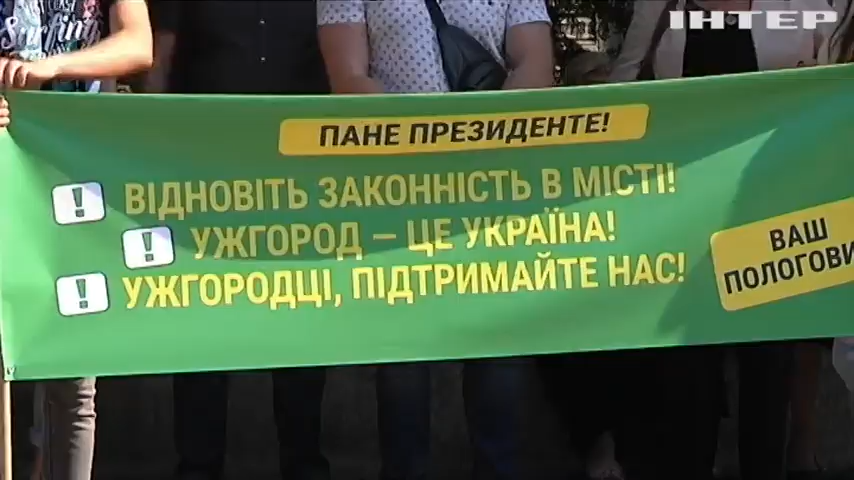 ІНТЕР
ПАНЕ ПРЕЗИДЕНТЕ!
! ВІДНОВІТЬ ЗАКОННІСТЬ В МІСТІ!
! УЖГОРОД – ЦЕ УКРАЇНА!
! УЖГОРОДЦІ, ПІДТРИМАЙТЕ НАС!
ВАШ
ПОЛОГОВИ